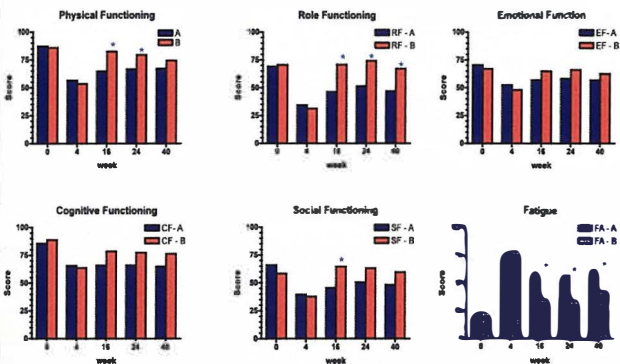 Physical Functioning
A
B
100
75
50
25
0
Score
*
*
0 4 16 24 40
week
Role Functioning
RF - A
RF - B
100
75
50
25
0
Score
*
*
*
0 4 16 24 40
week
Emotional Function
EF - A
EF - B
100
75
50
25
0
Score
0 4 16 24 40
week
Cognitive Functioning
CF - A
CF - B
100
75
50
25
0
Score
0 4 16 24 40
week
Social Functioning
SF - A
SF - B
100
75
50
25
0
Score
*
0 4 16 24 40
week
Fatigue
FA - A
FA - B
Score
0 4 16 24 40
week